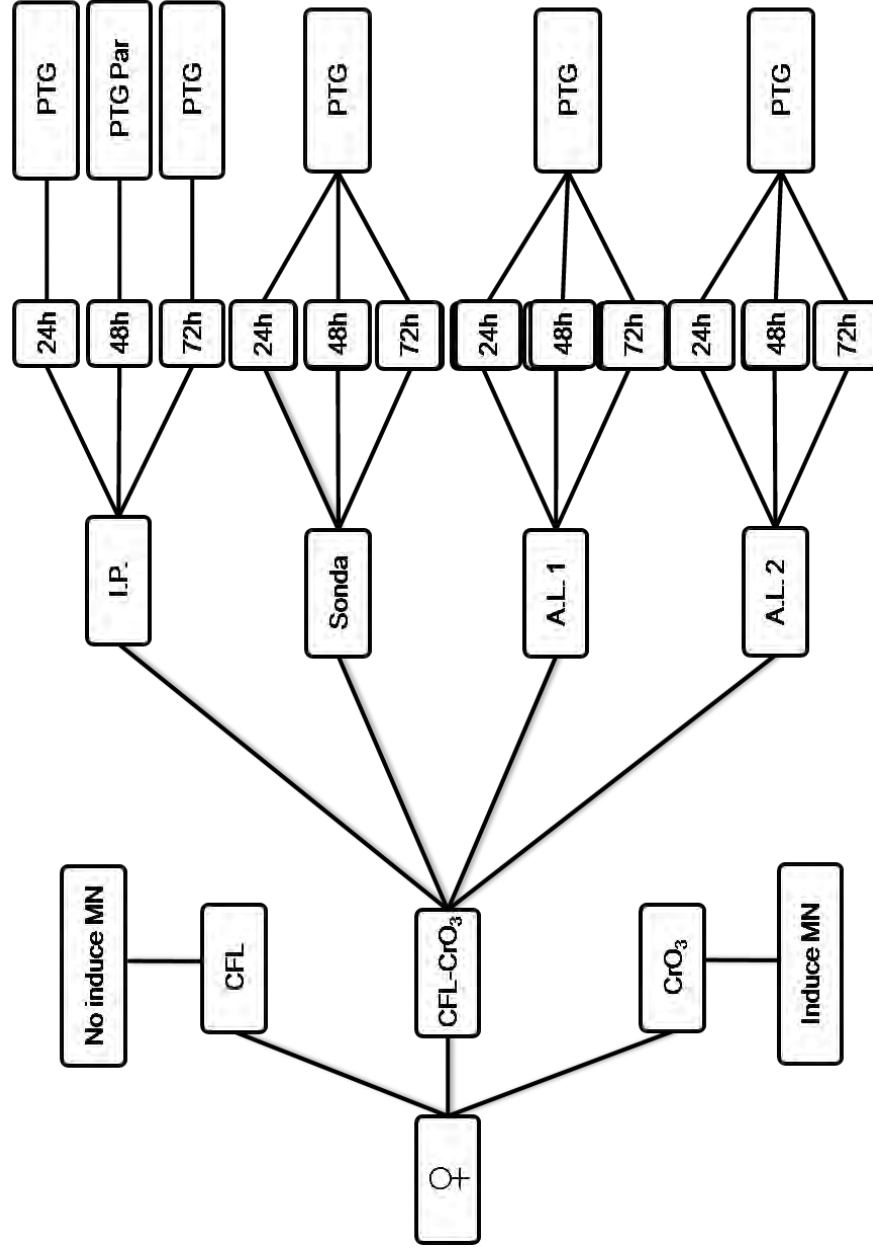 ♀
No induce MN
CFL
CFL-CrO₃
CrO₃
Induce MN
I.P.
24h
48h
72h
PTG
PTG Par
PTG
Sonda
24h
48h
72h
PTG
A.L. 1
24h
48h
72h
PTG
A.L. 2
24h
48h
72h
PTG